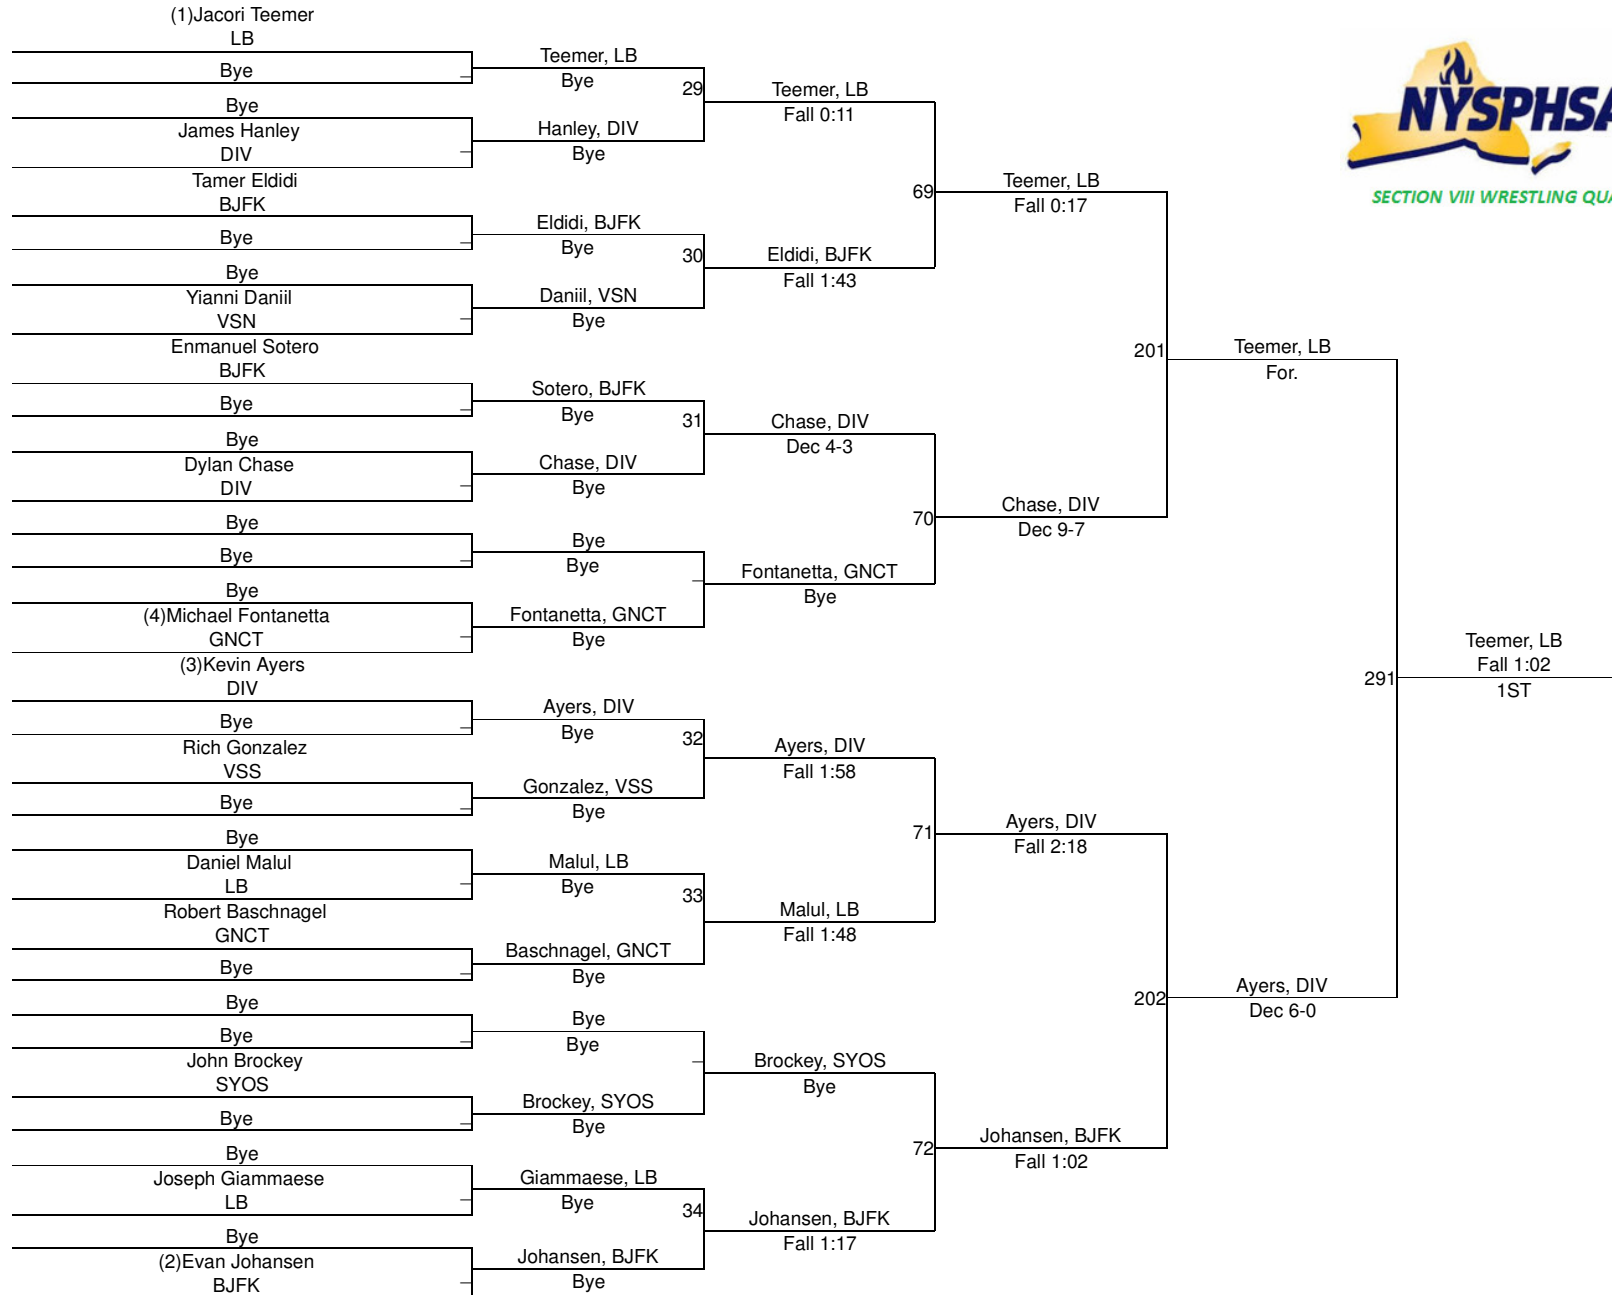 (1)Jacori Teemer
LB
Bye
Bye
James Hanley
DIV
Tamer Eldidi
BJFK
Bye
Bye
Yianni Daniil
VSN
Enmanuel Sotero
BJFK
Bye
Bye
Dylan Chase
DIV
Bye
Bye
Bye
(4)Michael Fontanetta
GNCT
(3)Kevin Ayers
DIV
Bye
Rich Gonzalez
VSS
Bye
Bye
Daniel Malul
LB
Robert Baschnagel
GNCT
Bye
Bye
Bye
John Brockey
SYOS
Bye
Bye
Joseph Giammaese
LB
Bye
(2)Evan Johansen
BJFK
Teemer, LB
Bye
29
Hanley, DIV
Bye
Eldidi, BJFK
Bye
30
Daniil, VSN
Bye
Sotero, BJFK
Bye
31
Chase, DIV
Bye
Bye
Bye
Fontanetta, GNCT
Bye
Ayers, DIV
Bye
32
Gonzalez, VSS
Bye
Malul, LB
Bye
33
Baschnagel, GNCT
Bye
Bye
Bye
Brockey, SYOS
Bye
Giammaese, LB
Bye
34
Johansen, BJFK
Bye
Teemer, LB
Fall 0:11
69
Eldidi, BJFK
Fall 1:43
Chase, DIV
Dec 4-3
70
Fontanetta, GNCT
Bye
Ayers, DIV
Fall 1:58
71
Malul, LB
Fall 1:48
Brockey, SYOS
Bye
72
Johansen, BJFK
Fall 1:17
Teemer, LB
Fall 0:17
201
Chase, DIV
Dec 9-7
Ayers, DIV
Fall 2:18
202
Johansen, BJFK
Fall 1:02
Teemer, LB
For.
291
Ayers, DIV
Dec 6-0
Teemer, LB
Fall 1:02
1ST
NYSPHSA
SECTION VIII WRESTLING QUA